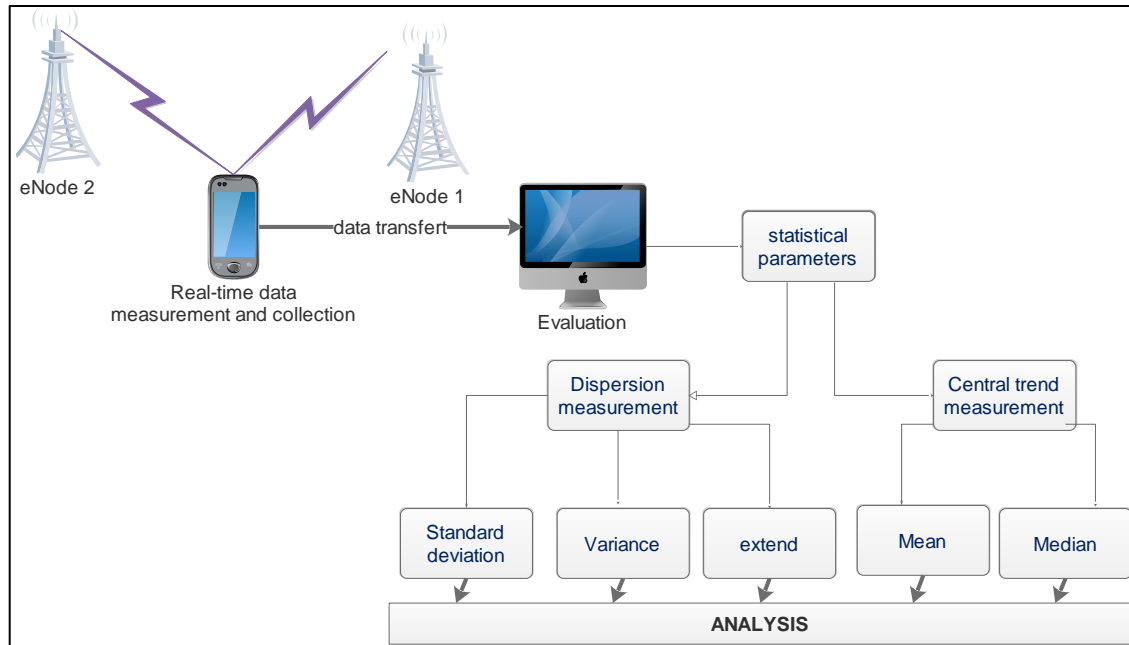 eNode 2
eNode 1
data transfert
Real-time data
measurement and collection
Evaluation
statistical
parameters
Dispersion
measurement
Central trend
measurement
Standard
deviation
Variance
extend
Mean
Median
ANALYSIS